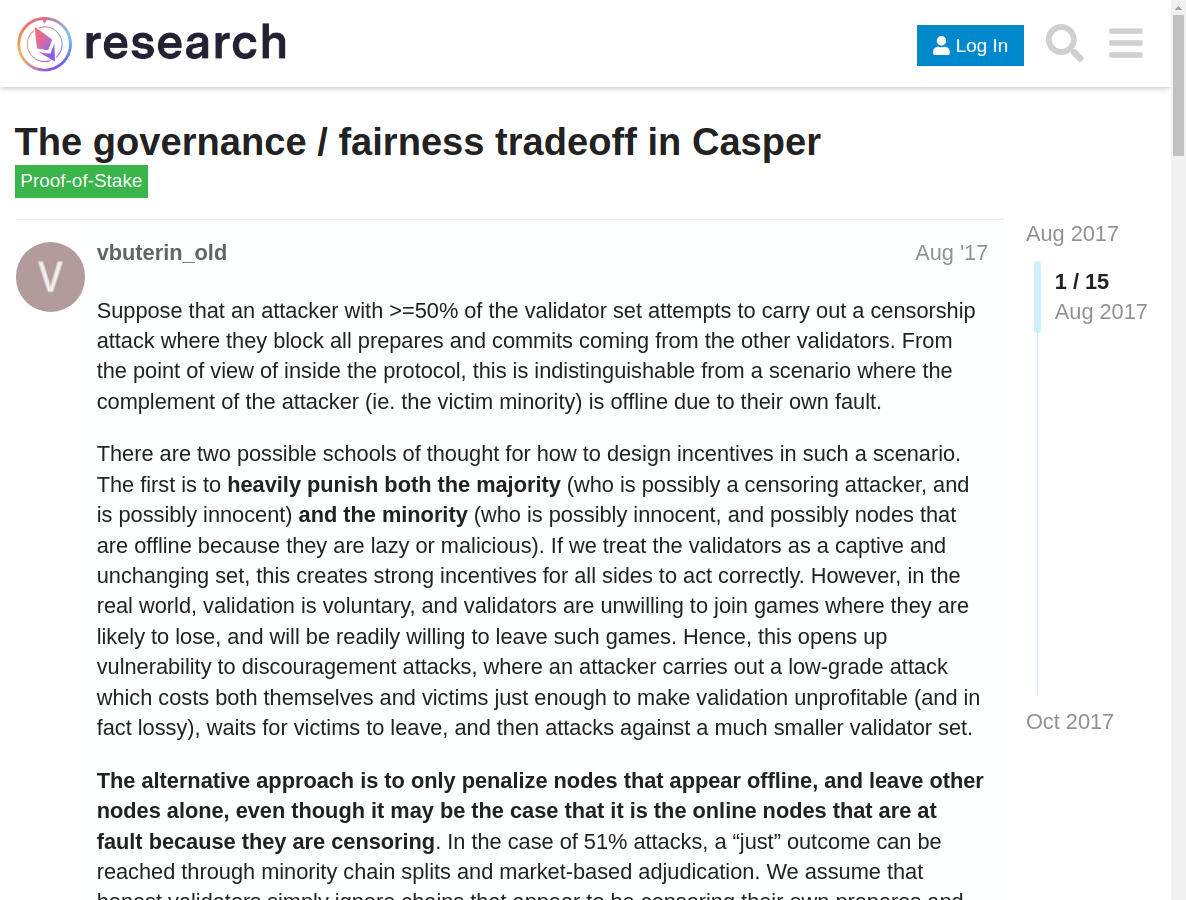 research
Log In
The governance / fairness tradeoff in Casper
Proof-of-Stake
V
vbuterin_old
Aug '17
Suppose that an attacker with >=50% of the validator set attempts to carry out a censorship
attack where they block all prepares and commits coming from the other validators. From
the point of view of inside the protocol, this is indistinguishable from a scenario where the
complement of the attacker (ie. the victim minority) is offline due to their own fault.
There are two possible schools of thought for how to design incentives in such a scenario.
The first is to heavily punish both the majority (who is possibly a censoring attacker, and
is possibly innocent) and the minority (who is possibly innocent, and possibly nodes that
are offline because they are lazy or malicious). If we treat the validators as a captive and
unchanging set, this creates strong incentives for all sides to act correctly. However, in the
real world, validation is voluntary, and validators are unwilling to join games where they are
likely to lose, and will be readily willing to leave such games. Hence, this opens up
vulnerability to discouragement attacks, where an attacker carries out a low-grade attack
which costs both themselves and victims just enough to make validation unprofitable (and in
fact lossy), waits for victims to leave, and then attacks against a much smaller validator set.
The alternative approach is to only penalize nodes that appear offline, and leave other
nodes alone, even though it may be the case that it is the online nodes that are at
fault because they are censoring. In the case of 51% attacks, a “just” outcome can be
reached through minority chain splits and market-based adjudication. We assume that
honest validators simply ignore chains that appear to be censoring their own prepares and
Aug 2017
1 / 15
Aug 2017
Oct 2017